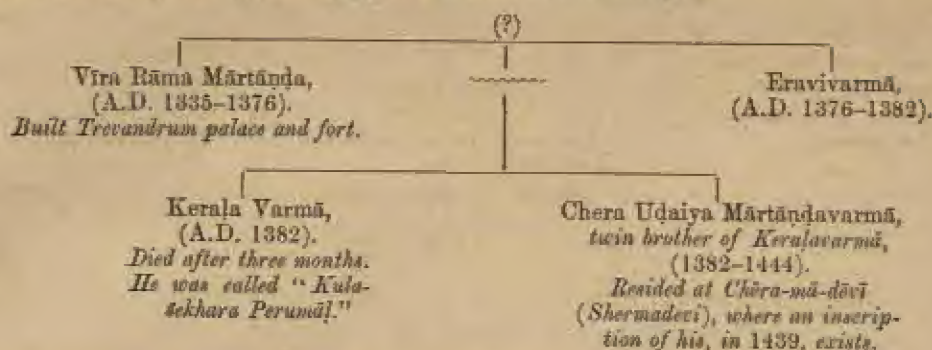 (?)
Vīra Rāma Mārtāṇḍa,
(A.D. 1335-1376).
Built Trevandrum palace and fort.
Eravivarmā,
(A.D. 1376-1382).
Keraḷa Varmā,
(A.D. 1382).
Died after three months.
He was called "Kula-
śekhara Perumāḷ."
Chera Uḍaiya Mārtāṇḍavarmā,
twin brother of Keraḷavarmā,
(1382-1444).
Resided at Chēra-mā-dēvī
(Shermadevi), where an inscrip-
tion of his, in 1439, exists.